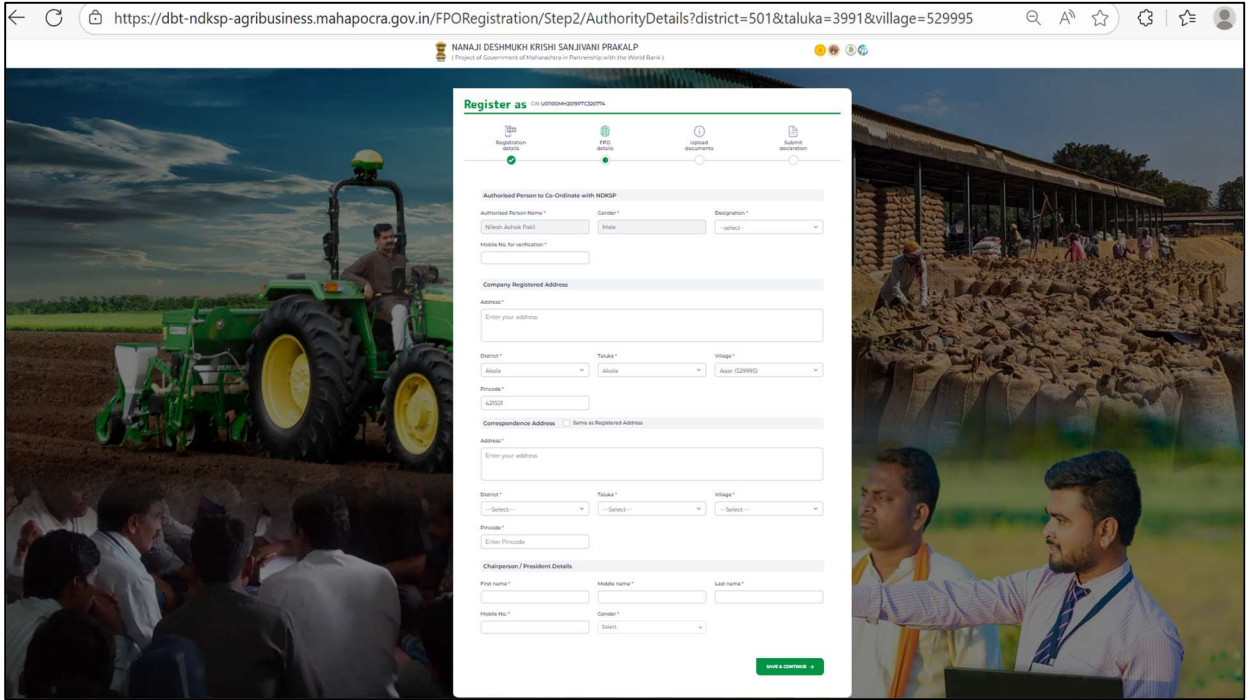 https://dbt-ndksp-agribusiness.mahapocra.gov.in/FPORegistration/Step2/AuthorityDetails?district=501&taluka=3991&village=529995
NANAJI DESHMUKH KRISHI SANJIVANI PRAKALP
( Project of Government of Maharashtra in Partnership with the World Bank )
Register as CIN U01100MH2019PTC320774
Registration details
FPO details
Upload documents
Submit declaration
Authorised Person to Co-Ordinate with NDKSP
Authorised Person Name * Gender * Designation *
Nilesh Ashok Patil Male --select--
Mobile No. for verification *
Company Registered Address
Address *
Enter your address
District * Taluka * Village *
Akola Akola Agar (529995)
Pincode *
421501
Correspondence Address Same as Registered Address
Address *
Enter your address
District * Taluka * Village *
---Select--- ---Select--- ---Select---
Pincode *
Enter Pincode
Chairperson / President Details
First name * Middle name * Last name *
Mobile No. * Gender *
Select
SAVE & CONTINUE →